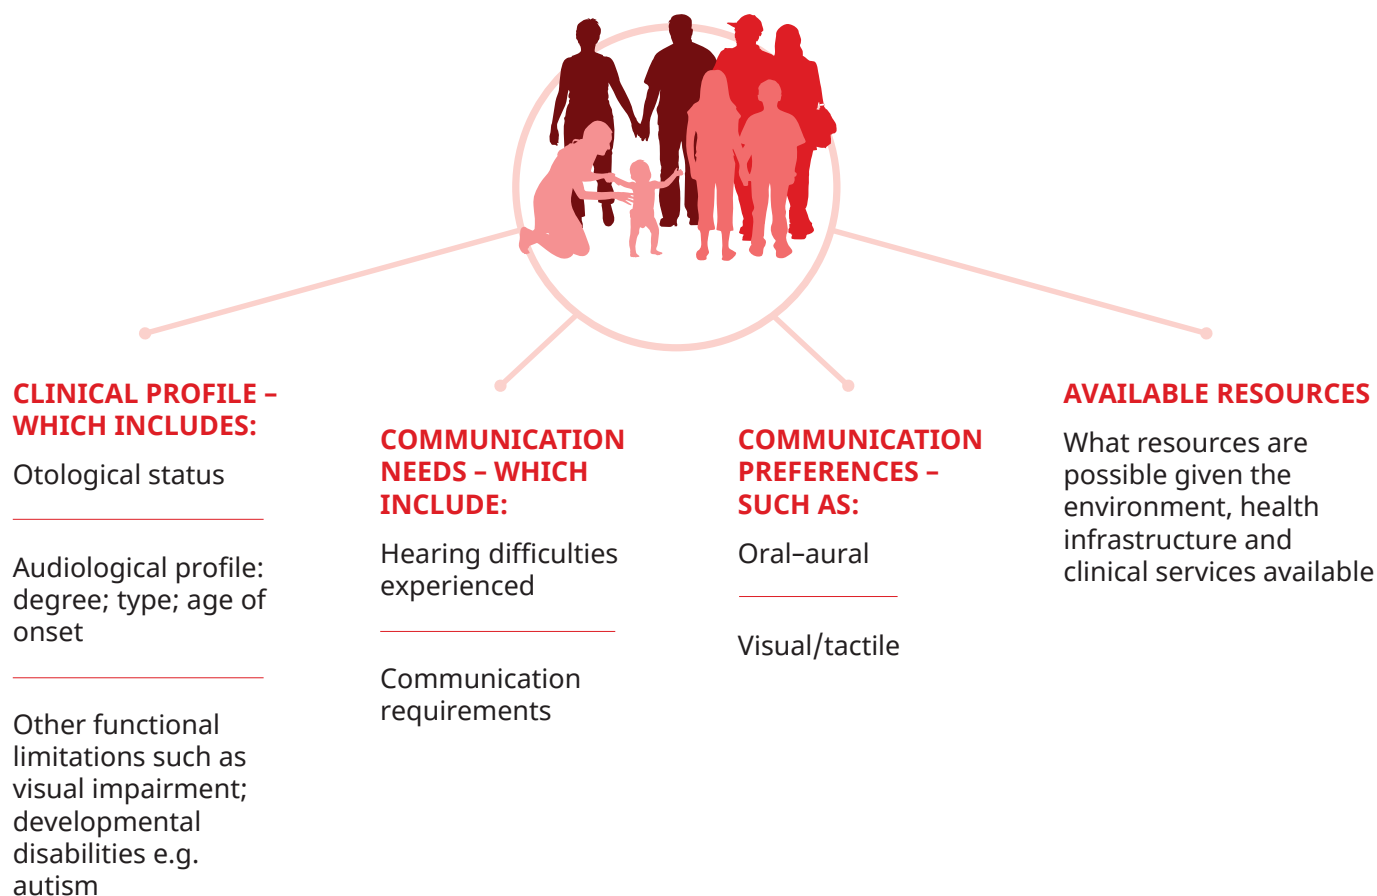 CLINICAL PROFILE –
WHICH INCLUDES:
Otological status
Audiological profile:
degree; type; age of
onset
Other functional
limitations such as
visual impairment;
developmental
disabilities e.g.
autism
COMMUNICATION
NEEDS – WHICH
INCLUDE:
Hearing difficulties
experienced
Communication
requirements
COMMUNICATION
PREFERENCES –
SUCH AS:
Oral–aural
Visual/tactile
AVAILABLE RESOURCES
What resources are
possible given the
environment, health
infrastructure and
clinical services available